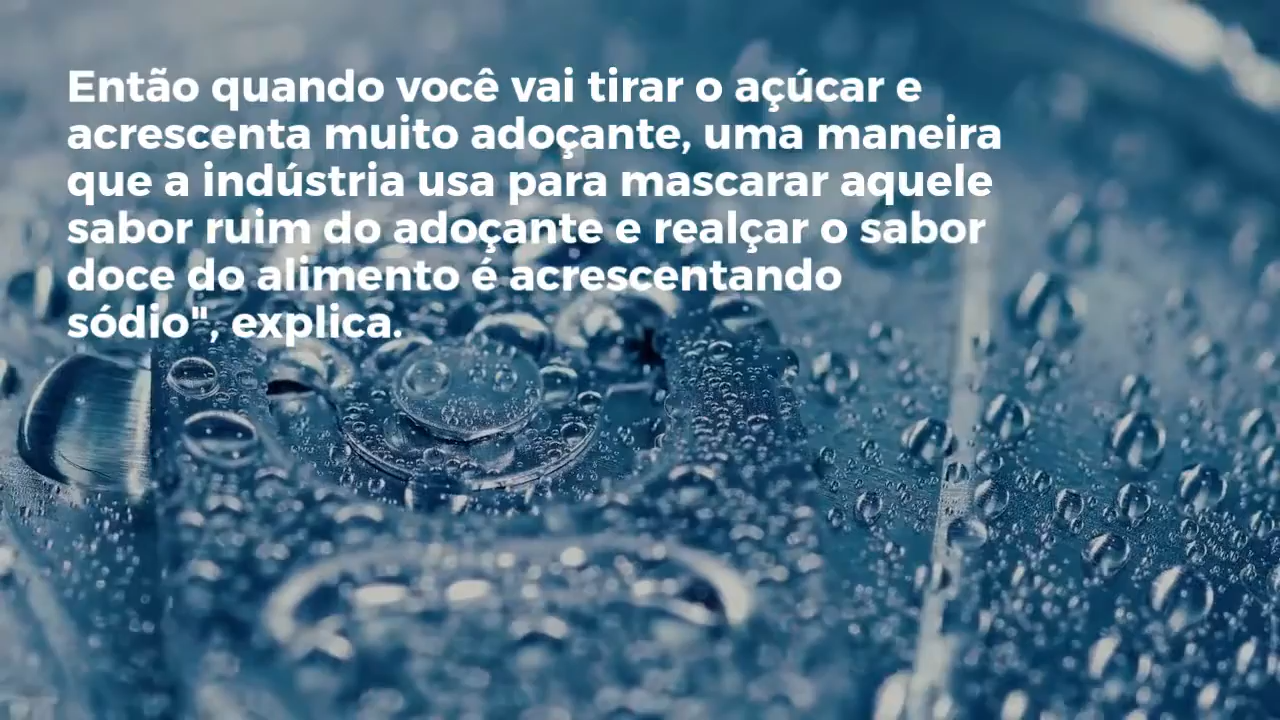 Então quando você vai tirar o açúcar e
acrescenta muito adoçante, uma maneira
que a indústria usa para mascarar aquele
sabor ruim do adoçante e realçar o sabor
doce do alimento é acrescentando
sódio", explica.